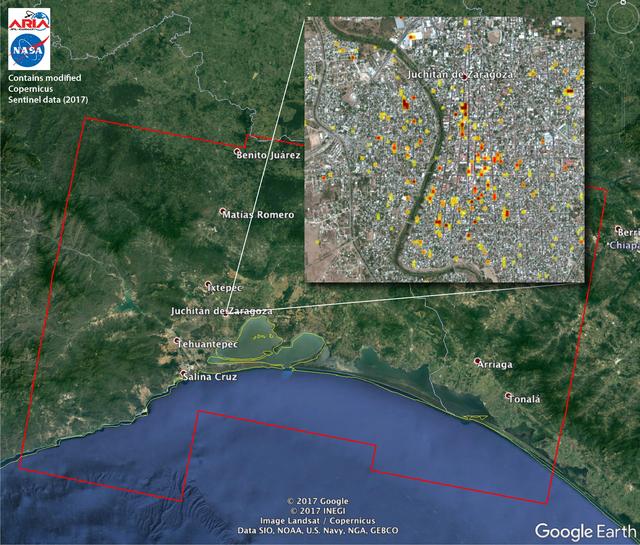 ARIA
NASA
Contains modified
Copernicus
Sentinel data (2017)
Juchitán de Zaragoza
Benito Juárez
Matías Romero
Ixtepec
Juchitán de Zaragoza
Tehuantepec
Salina Cruz
Arriaga
Tonalá
Berri
Chiapa
© 2017 Google
© 2017 INEGI
Image Landsat / Copernicus
Data SIO, NOAA, U.S. Navy, NGA, GEBCO
Google Earth